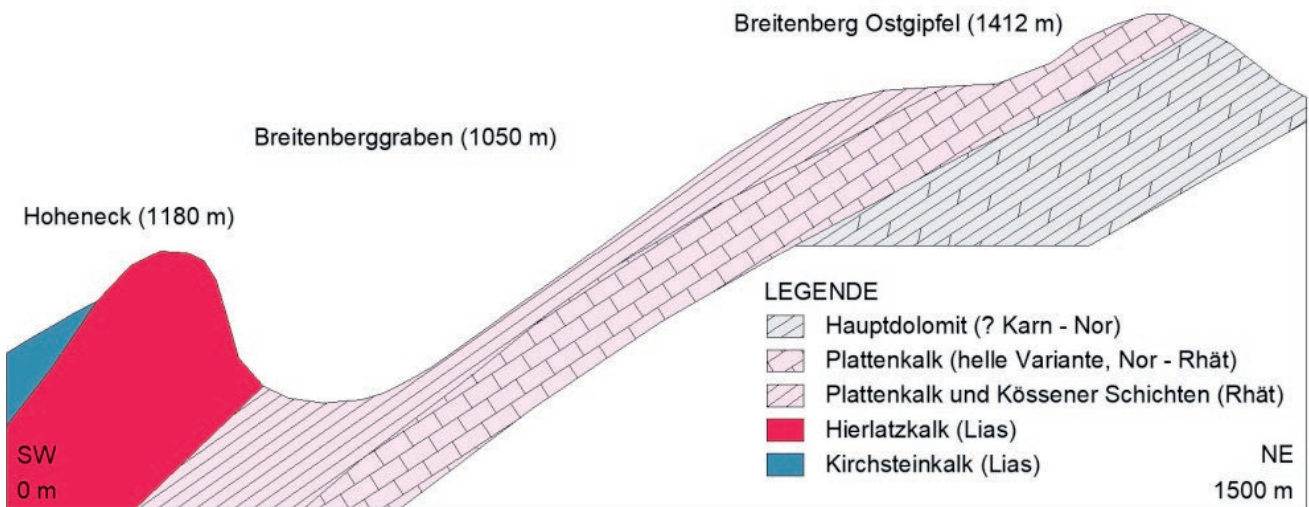 Breitenberg Ostgipfel (1412 m)
Breitenberggraben (1050 m)
Hoheneck (1180 m)
LEGENDE
Hauptdolomit (? Karn - Nor)
Plattenkalk (helle Variante, Nor - Rhät)
Plattenkalk und Kössener Schichten (Rhät)
Hierlatzkalk (Lias)
Kirchsteinkalk (Lias)
SW
0 m
NE
1500 m